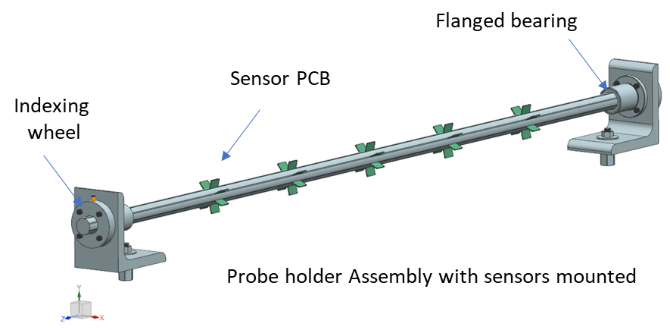 Flanged bearing
Sensor PCB
Indexing
wheel
Probe holder Assembly with sensors mounted
Y
Z
X